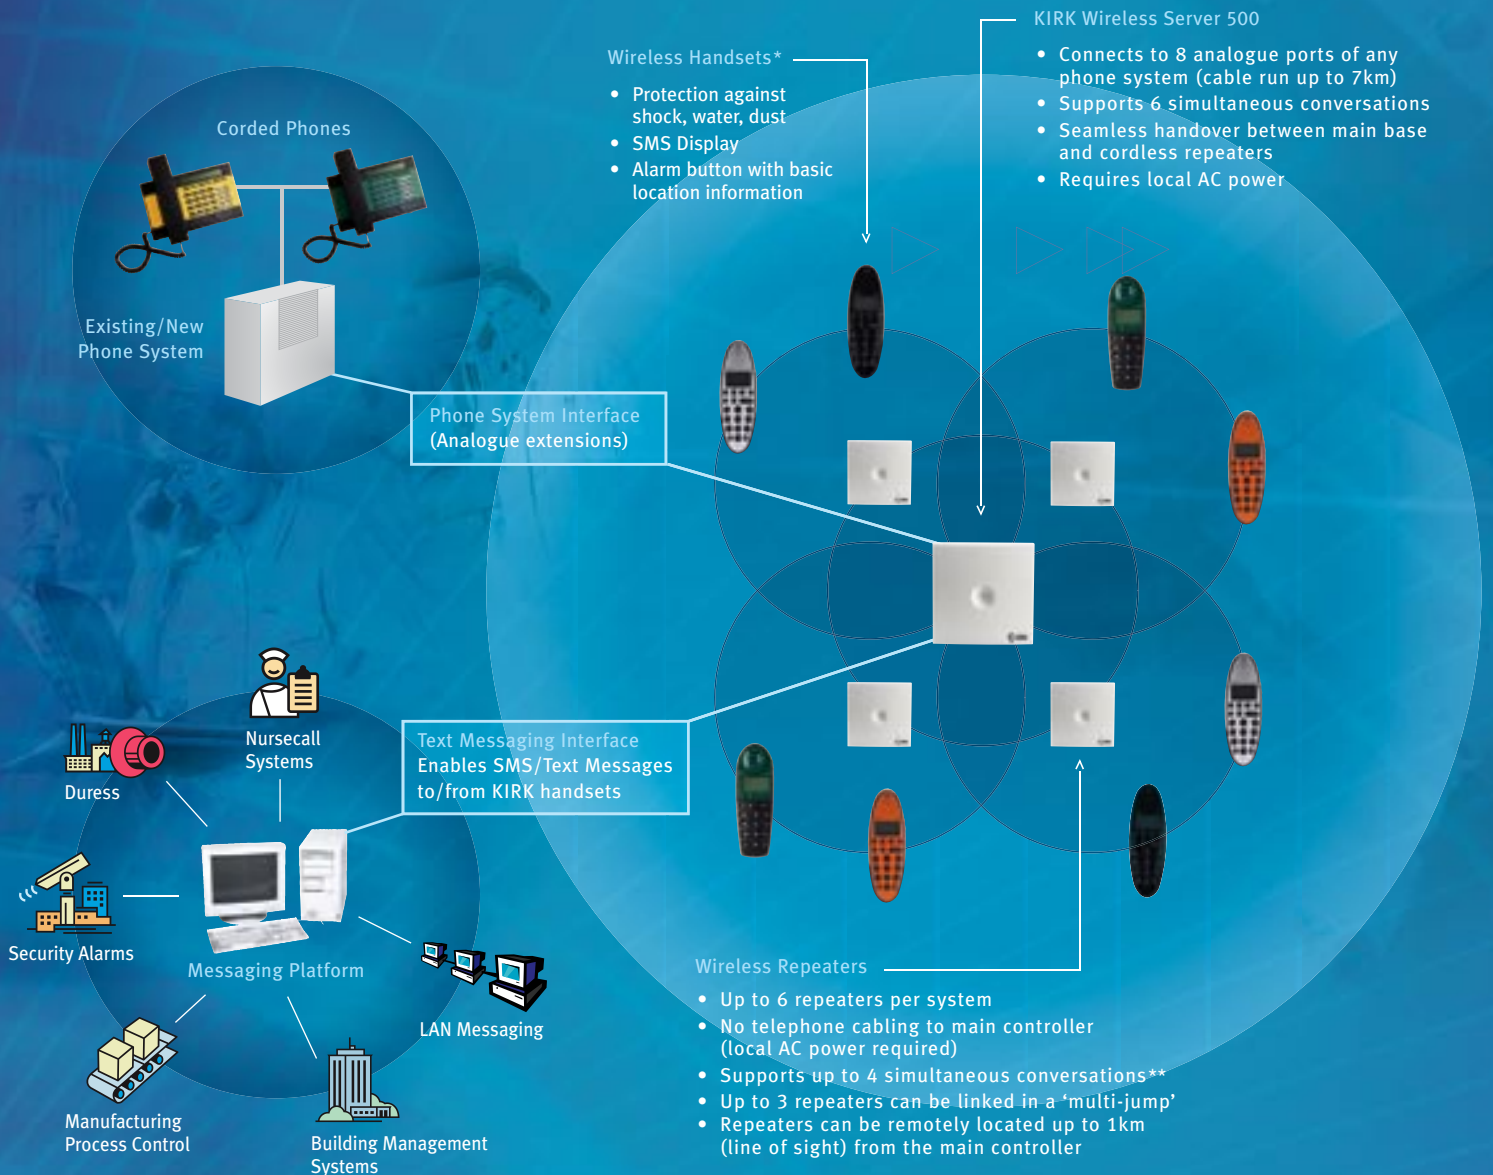 KIRK Wireless Server 500
• Connects to 8 analogue ports of any
phone system (cable run up to 7km)
• Supports 6 simultaneous conversations
• Seamless handover between main base
and cordless repeaters
• Requires local AC power
Wireless Handsets*
• Protection against
shock, water, dust
• SMS Display
• Alarm button with basic
location information
Corded Phones
Existing/New
Phone System
Phone System Interface
(Analogue extensions)
Text Messaging Interface
Enables SMS/Text Messages
to/from KIRK handsets
Nursecall
Systems
Duress
Security Alarms
Messaging Platform
LAN Messaging
Manufacturing
Process Control
Building Management
Systems
Wireless Repeaters
• Up to 6 repeaters per system
• No telephone cabling to main controller
(local AC power required)
• Supports up to 4 simultaneous conversations**
• Up to 3 repeaters can be linked in a ‘multi-jump’
• Repeaters can be remotely located up to 1km
(line of sight) from the main controller